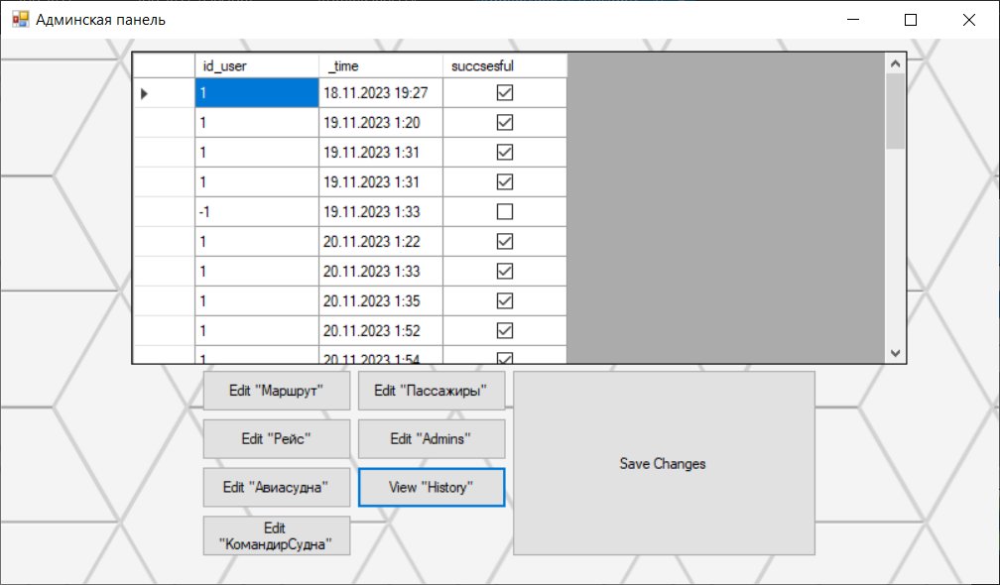 Админская панель
id_user _time succsesful
1 18.11.2023 19:27
1 19.11.2023 1:20
1 19.11.2023 1:31
1 19.11.2023 1:31
-1 19.11.2023 1:33
1 20.11.2023 1:22
1 20.11.2023 1:33
1 20.11.2023 1:35
1 20.11.2023 1:52
1 20.11.2023 1:54
Edit "Маршрут" Edit "Пассажиры"
Edit "Рейс" Edit "Admins"
Save Changes
Edit "Авиасудна" View "History"
Edit
"КомандирСудна"